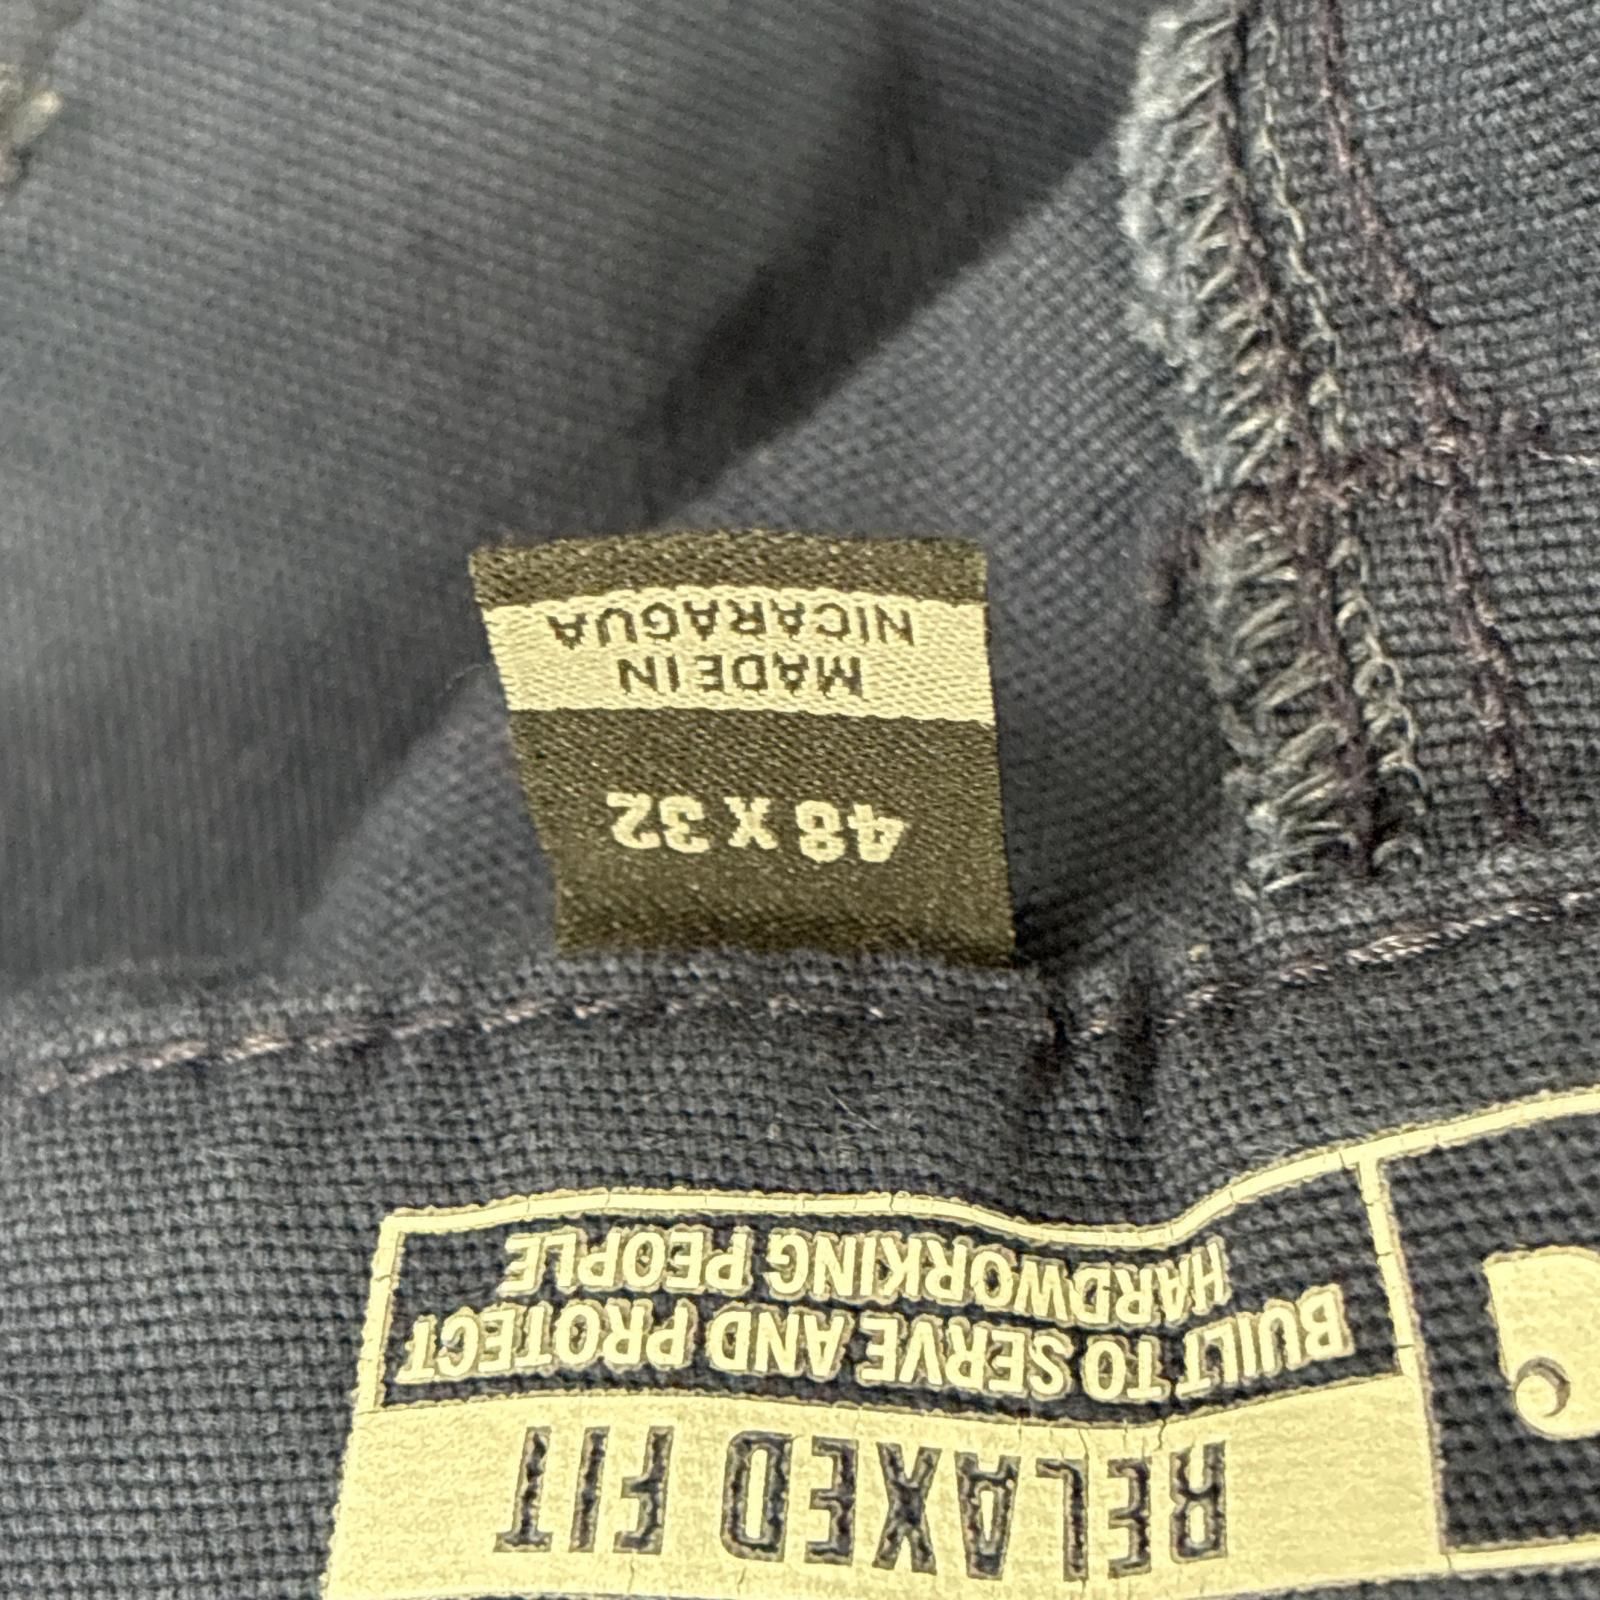 RELAXED FIT
BUILT TO SERVE AND PROTECT
HARDWORKING PEOPLE
48 x 32
MADE IN
NICARAGUA